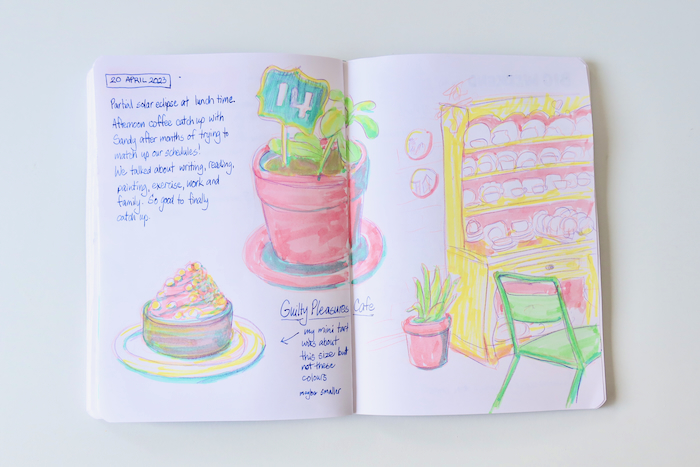 20 APRIL 2023
Partial solar eclipse at lunch time.
Afternoon coffee catch up with
Sandy after months of trying to
match up our schedules.
We talked about writing, reading,
painting, exercise, work and
family. So good to finally
catch up.
14
Guilty Pleasures Cafe
my mini tart
was about
this size but
not these
colours
maybe smaller